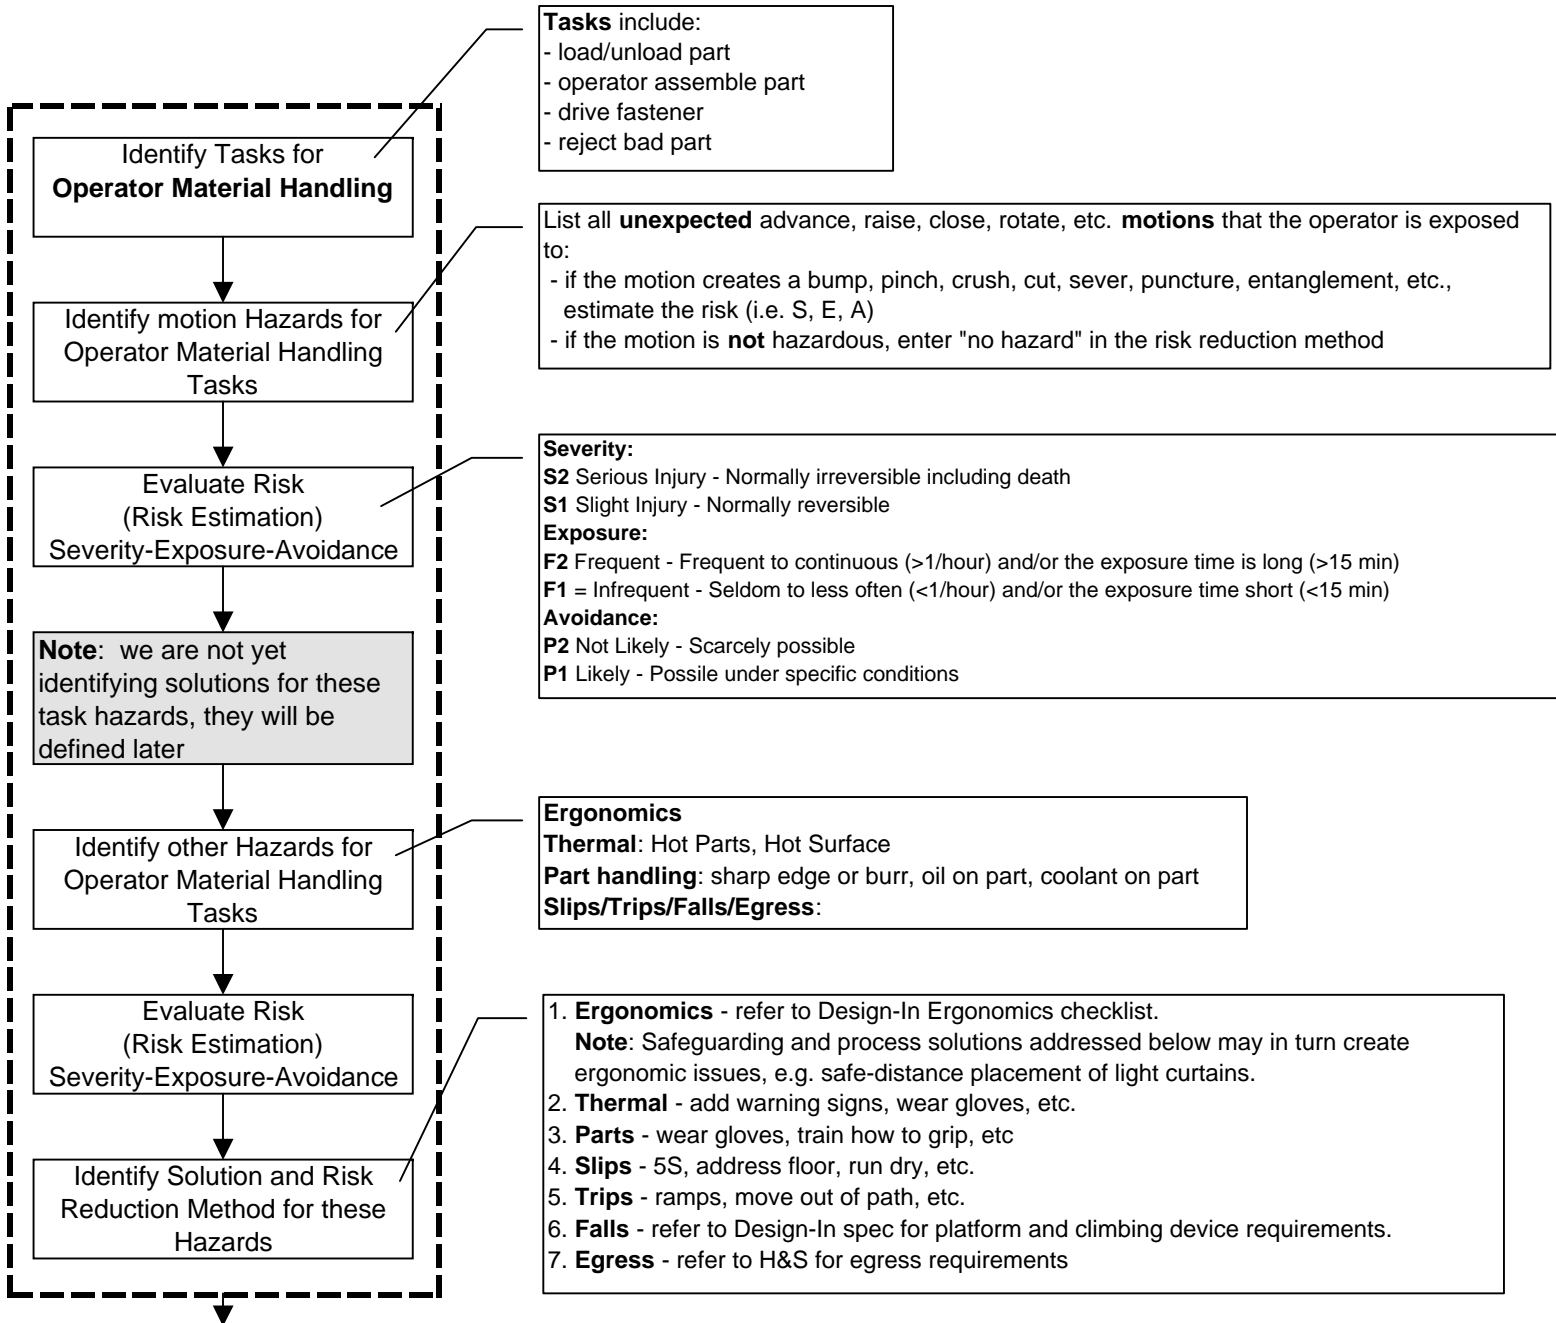 Tasks include:
- load/unload part
- operator assemble part
- drive fastener
- reject bad part
Identify Tasks for
Operator Material Handling
List all unexpected advance, raise, close, rotate, etc. motions that the operator is exposed
to:
- if the motion creates a bump, pinch, crush, cut, sever, puncture, entanglement, etc.,
estimate the risk (i.e. S, E, A)
- if the motion is not hazardous, enter "no hazard" in the risk reduction method
Identify motion Hazards for
Operator Material Handling
Tasks
Severity:
S2 Serious Injury - Normally irreversible including death
S1 Slight Injury - Normally reversible
Exposure:
F2 Frequent - Frequent to continuous (>1/hour) and/or the exposure time is long (>15 min)
F1 = Infrequent - Seldom to less often (<1/hour) and/or the exposure time short (<15 min)
Avoidance:
P2 Not Likely - Scarcely possible
P1 Likely - Possile under specific conditions
Evaluate Risk
(Risk Estimation)
Severity-Exposure-Avoidance
Note:  we are not yet
identifying solutions for these
task hazards, they will be
defined later
Ergonomics
Thermal: Hot Parts, Hot Surface
Part handling: sharp edge or burr, oil on part, coolant on part
Slips/Trips/Falls/Egress:
Identify other Hazards for
Operator Material Handling
Tasks
Evaluate Risk
(Risk Estimation)
Severity-Exposure-Avoidance
1. Ergonomics - refer to Design-In Ergonomics checklist.
Note: Safeguarding and process solutions addressed below may in turn create
ergonomic issues, e.g. safe-distance placement of light curtains.
2. Thermal - add warning signs, wear gloves, etc.
3. Parts - wear gloves, train how to grip, etc
4. Slips - 5S, address floor, run dry, etc.
5. Trips - ramps, move out of path, etc.
6. Falls - refer to Design-In spec for platform and climbing device requirements.
7. Egress - refer to H&S for egress requirements
Identify Solution and Risk
Reduction Method for these
Hazards